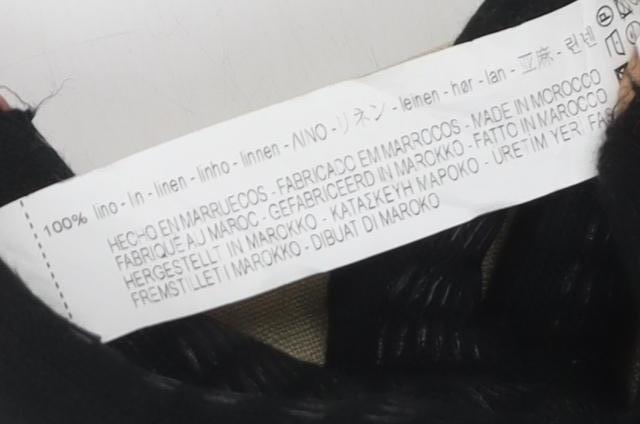 100% lino - lin - linen - linho - linnen - ΛΙΝΟ - リネン - leinen - hør - lan - 亚麻 - 린넨
HECHO EN MARRUECOS - FABRICADO EM MARROCOS - MADE IN MOROCCO
FABRIQUE AU MAROC - GEFABRICEERD IN MAROKKO - FATTO IN MAROCCO
HERGESTELLT IN MAROKKO - ΚΑΤΑΣΚΕΥΗ ΜΑΡΟΚΟ - URETIM YERI FAS
FREMSTILLET I MAROKKO - DIBUAT DI MAROKO